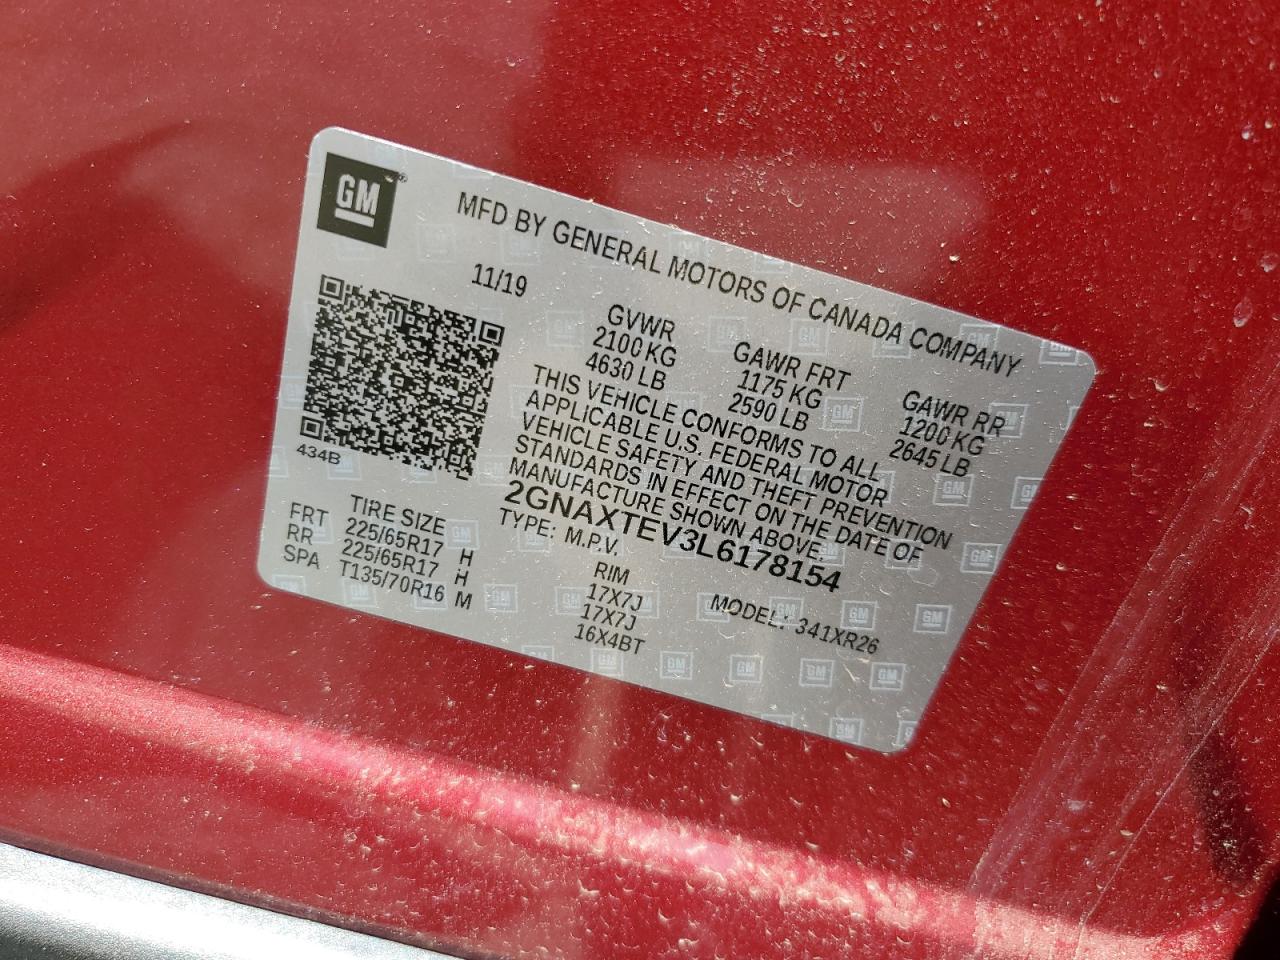 GM
MFD BY GENERAL MOTORS OF CANADA COMPANY
11/19
GVWR GAWR FRT GAWR RR
2100 KG 1175 KG 1200 KG
4630 LB 2590 LB 2645 LB
THIS VEHICLE CONFORMS TO ALL
APPLICABLE U.S. FEDERAL MOTOR
VEHICLE SAFETY AND THEFT PREVENTION
STANDARDS IN EFFECT ON THE DATE OF
MANUFACTURE SHOWN ABOVE.
434B
2GNAXTEV3L6178154
TYPE: M.P.V. MODEL: 341XR26
TIRE SIZE RIM
FRT 225/65R17 H 17X7J
RR 225/65R17 H 17X7J
SPA T135/70R16 M 16X4BT